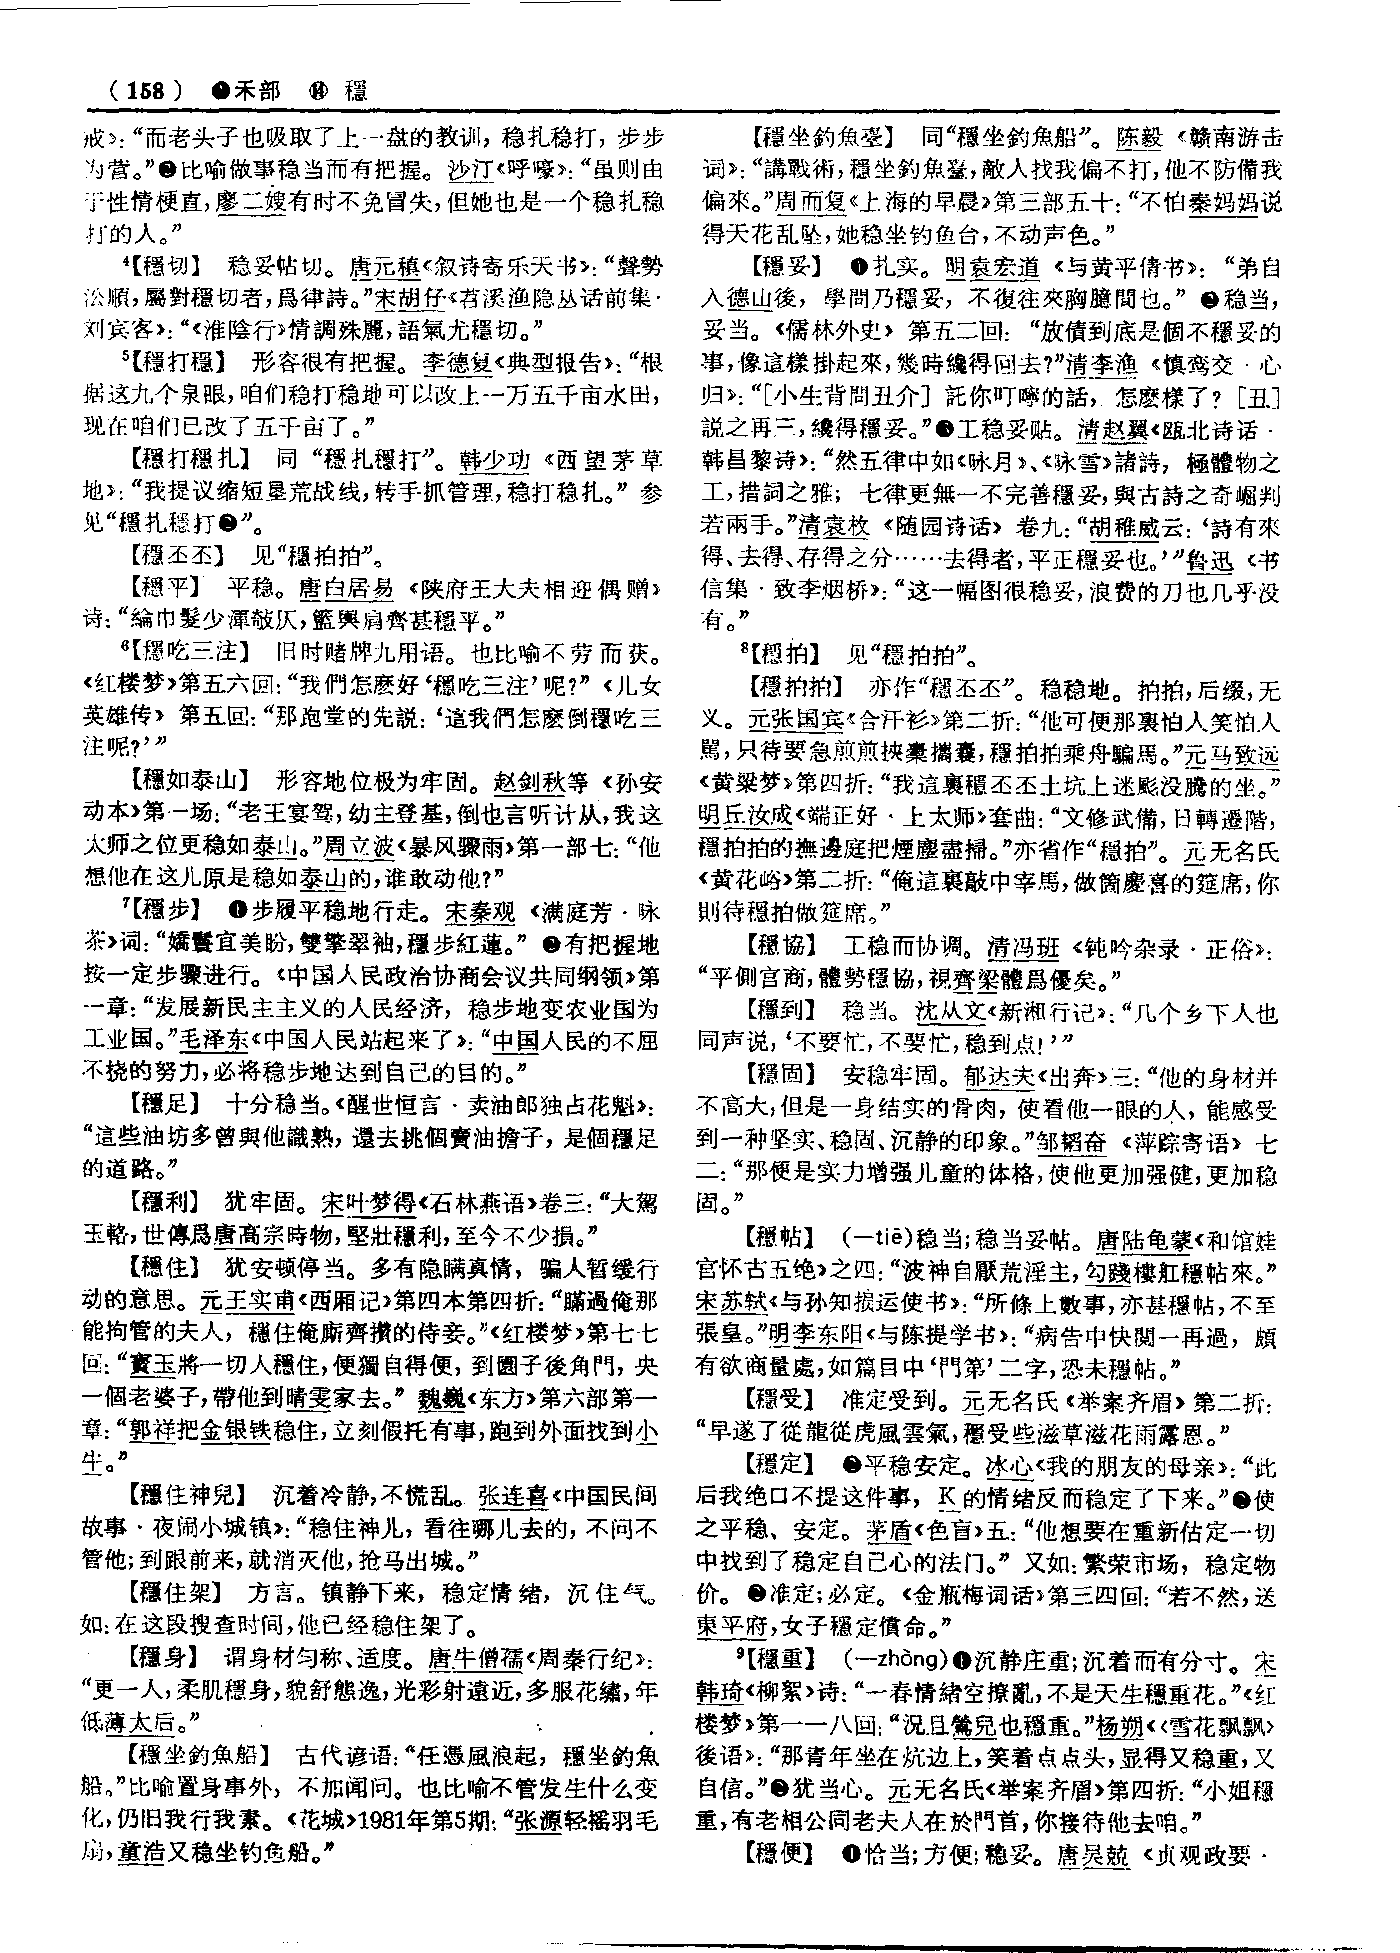 （158） ❶禾部 ⓮ 穩
戒》：“而老头子也吸取了上一盘的教训，稳扎稳打，步步
为营。”❷比喻做事稳当而有把握。沙汀《呼嚎》：“虽则由
于性情梗直，廖二嫂有时不免冒失，但她也是一个稳扎稳
打的人。”
⁴【穩切】 稳妥帖切。唐元稹《叙诗寄乐天书》：“聲勢
沿順，屬對穩切者，爲律詩。”宋胡仔《苕溪渔隐丛话前集·
刘宾客》：“《淮陰行》情調殊麗，語氣尤穩切。”
⁵【穩打穩】 形容很有把握。李德复《典型报告》：“根
据这九个泉眼，咱们稳打稳地可以改上一万五千亩水田，
现在咱们已改了五千亩了。”
【穩打穩扎】 同“穩扎穩打”。韩少功《西望茅草
地》：“我提议缩短垦荒战线，转手抓管理，稳打稳扎。”参
见“穩扎穩打❷”。
【穩丕丕】 见“穩拍拍”。
【穩平】 平稳。唐白居易《陕府王大夫相迎偶赠》
诗：“綸巾髮少渾欹仄，籃輿肩齊甚穩平。”
⁶【穩吃三注】 旧时赌牌九用语。也比喻不劳而获。
《红楼梦》第五六回：“我們怎麽好‘穩吃三注’呢？”《儿女
英雄传》第五回：“那跑堂的先説：‘這我們怎麽倒穩吃三
注呢？’”
【穩如泰山】 形容地位极为牢固。赵剑秋等《孙安
动本》第一场：“老王宴驾，幼主登基，倒也言听计从，我这
太师之位更稳如泰山。”周立波《暴风骤雨》第一部七：“他
想他在这儿原是稳如泰山的，谁敢动他？”
⁷【穩步】 ❶步履平稳地行走。宋秦观《满庭芳·咏
茶》词：“嬌鬟宜美盼，雙擎翠袖，穩步紅蓮。”❷有把握地
按一定步骤进行。《中国人民政治协商会议共同纲领》第
一章：“发展新民主主义的人民经济，稳步地变农业国为
工业国。”毛泽东《中国人民站起来了》：“中国人民的不屈
不挠的努力，必将稳步地达到自己的目的。”
【穩足】 十分稳当。《醒世恒言·卖油郎独占花魁》：
“這些油坊多曾與他識熟，還去挑個賣油擔子，是個穩足
的道路。”
【穩利】 犹牢固。宋叶梦得《石林燕语》卷三：“大駕
玉輅，世傳爲唐高宗時物，堅壯穩利，至今不少損。”
【穩住】 犹安顿停当。多有隐瞒真情，骗人暂缓行
动的意思。元王实甫《西厢记》第四本第四折：“瞞過俺那
能拘管的夫人，穩住俺厮齊攢的侍妾。”《红楼梦》第七七
回：“寶玉將一切人穩住，便獨自得便，到園子後角門，央
一個老婆子，帶他到晴雯家去。”魏巍《东方》第六部第一
章：“郭祥把金银铁稳住，立刻假托有事，跑到外面找到小
牛。”
【穩住神兒】 沉着冷静，不慌乱。张连喜《中国民间
故事·夜闹小城镇》：“稳住神儿，看往哪儿去的，不问不
管他；到跟前来，就消灭他，抢马出城。”
【穩住架】 方言。镇静下来，稳定情绪，沉住气。
如：在这段搜查时间，他已经稳住架了。
【穩身】 谓身材匀称、适度。唐牛僧孺《周秦行纪》：
“更一人，柔肌穩身，貌舒態逸，光彩射遠近，多服花繡，年
低薄太后。”
【穩坐釣魚船】 古代谚语：“任憑風浪起，穩坐釣魚
船。”比喻置身事外，不加闻问。也比喻不管发生什么变
化，仍旧我行我素。《花城》1981年第5期：“张源轻摇羽毛
扇，童浩又稳坐钓鱼船。”
【穩坐釣魚臺】 同“穩坐釣魚船”。陈毅《赣南游击
词》：“講戰術，穩坐釣魚臺，敵人找我偏不打，他不防備我
偏來。”周而复《上海的早晨》第三部五十：“不怕秦妈妈说
得天花乱坠，她稳坐钓鱼台，不动声色。”
【穩妥】 ❶扎实。明袁宏道《与黄平倩书》：“弟自
入德山後，學問乃穩妥，不復往來胸臆間也。”❷稳当，
妥当。《儒林外史》第五二回：“放債到底是個不穩妥的
事，像這樣掛起來，幾時纔得回去？”清李渔《慎鸾交·心
归》：“［小生背問丑介］託你叮嚀的話，怎麽樣了？［丑］
説之再三，纔得穩妥。”❸工稳妥贴。清赵翼《瓯北诗话·
韩昌黎诗》：“然五律中如《咏月》、《咏雪》諸詩，極體物之
工，措詞之雅；七律更無一不完善穩妥，與古詩之奇崛判
若兩手。”清袁枚《随园诗话》卷九：“胡稚威云：‘詩有來
得、去得、存得之分……去得者，平正穩妥也。’”鲁迅《书
信集·致李烟桥》：“这一幅图很稳妥，浪费的刀也几乎没
有。”
⁸【穩拍】 见“穩拍拍”。
【穩拍拍】 亦作“穩丕丕”。稳稳地。拍拍，后缀，无
义。元张国宾《合汗衫》第二折：“他可便那裏怕人笑怕人
駡，只待要急煎煎挾橐擕囊，穩拍拍乘舟騙馬。”元马致远
《黄粱梦》第四折：“我這裏穩丕丕土坑上迷颩没騰的坐。”
明丘汝成《端正好·上太师》套曲：“文修武備，日轉遷階，
穩拍拍的撫邊庭把煙塵盡掃。”亦省作“穩拍”。元无名氏
《黄花峪》第二折：“俺這裏敲牛宰馬，做箇慶喜的筵席，你
則待穩拍做筵席。”
【穩協】 工稳而协调。清冯班《钝吟杂录·正俗》：
“平側宫商，體勢穩協，視齊梁體爲優矣。”
【穩到】 稳当。沈从文《新湘行记》：“几个乡下人也
同声说，‘不要忙，不要忙，稳到点！’”
【穩固】 安稳牢固。郁达夫《出奔》三：“他的身材并
不高大，但是一身结实的骨肉，使看他一眼的人，能感受
到一种坚实、稳固、沉静的印象。”邹韬奋《萍踪寄语》七
二：“那便是实力增强儿童的体格，使他更加强健，更加稳
固。”
【穩帖】 （—tiē）稳当；稳当妥帖。唐陆龟蒙《和馆娃
宫怀古五绝》之四：“波神自厭荒淫主，勾踐樓舡穩帖來。”
宋苏轼《与孙知损运使书》：“所條上數事，亦甚穩帖，不至
張皇。”明李东阳《与陈提学书》：“病告中快閲一再過，頗
有欲商量處，如篇目中‘門第’二字，恐未穩帖。”
【穩受】 准定受到。元无名氏《举案齐眉》第二折：
“早遂了從龍從虎風雲氣，穩受些滋草滋花雨露恩。”
【穩定】 ❶平稳安定。冰心《我的朋友的母亲》：“此
后我绝口不提这件事，K的情绪反而稳定了下来。”❷使
之平稳、安定。茅盾《色盲》五：“他想要在重新估定一切
中找到了稳定自己心的法门。”又如：繁荣市场，稳定物
价。❸准定；必定。《金瓶梅词话》第三四回：“若不然，送
東平府，女子穩定償命。”
⁹【穩重】 （—zhòng）❶沉静庄重；沉着而有分寸。宋
韩琦《柳絮》诗：“一春情緒空撩亂，不是天生穩重花。”《红
楼梦》第一一八回：“况且鶯兒也穩重。”杨朔《〈雪花飘飘〉
後语》：“那青年坐在炕边上，笑着点点头，显得又稳重，又
自信。”❷犹当心。元无名氏《举案齐眉》第四折：“小姐穩
重，有老相公同老夫人在於門首，你接待他去咱。”
【穩便】 ❶恰当；方便；稳妥。唐吴兢《贞观政要·